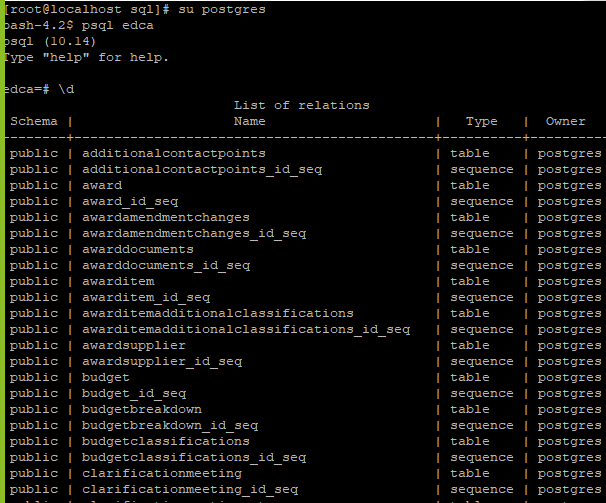 [root@localhost sql]# su postgres
bash-4.2$ psql edca
psql (10.14)
Type "help" for help.
edca=# \d
List of relations
Schema | Name | Type | Owner
--------+---------------------------------------------+----------+----------
public | additionalcontactpoints | table | postgres
public | additionalcontactpoints_id_seq | sequence | postgres
public | award | table | postgres
public | award_id_seq | sequence | postgres
public | awardamendmentchanges | table | postgres
public | awardamendmentchanges_id_seq | sequence | postgres
public | awarddocuments | table | postgres
public | awarddocuments_id_seq | sequence | postgres
public | awarditem | table | postgres
public | awarditem_id_seq | sequence | postgres
public | awarditemadditionalclassifications | table | postgres
public | awarditemadditionalclassifications_id_seq | sequence | postgres
public | awardsupplier | table | postgres
public | awardsupplier_id_seq | sequence | postgres
public | budget | table | postgres
public | budget_id_seq | sequence | postgres
public | budgetbreakdown | table | postgres
public | budgetbreakdown_id_seq | sequence | postgres
public | budgetclassifications | table | postgres
public | budgetclassifications_id_seq | sequence | postgres
public | clarificationmeeting | table | postgres
public | clarificationmeeting_id_seq | sequence | postgres